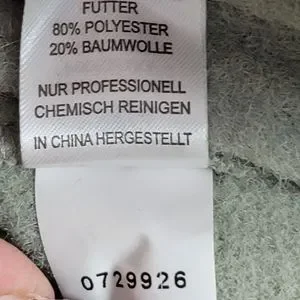 FUTTER
80% POLYESTER
20% BAUMWOLLE
NUR PROFESSIONELL
CHEMISCH REINIGEN
IN CHINA HERGESTELLT
0729926